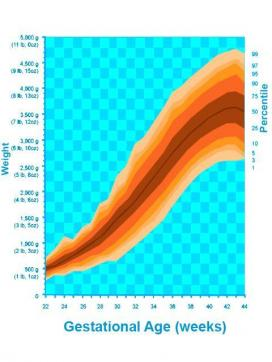 5,000 g
(11 lb, 0oz)
4,500 g
(9 lb, 15oz)
4,000 g
(8 lb, 13oz)
3,500 g
(7 lb, 12oz)
3,000 g
2,500 g
(5 lb, 8oz)
2,000 g
(4 lb, 6oz)
1,500 g
(3 lb, 5oz)
1,000 g
(2 lb, 3oz)
500 g
(1 lb, 1oz)
0
Weight
99
97
95
90
75
50
25
10
5
3
1
Percentile
22 24 26 28 30 32 34 36 38 40 42 44
Gestational Age (weeks)